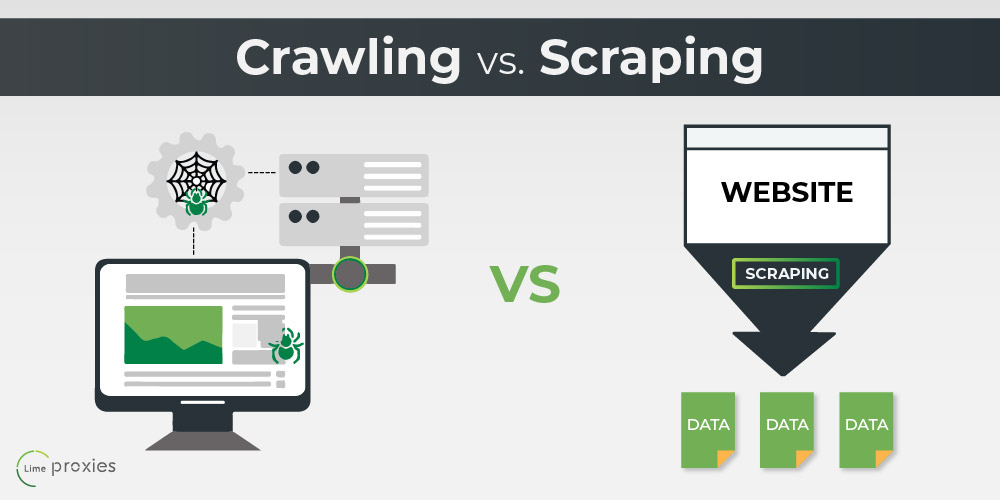 Crawling vs. Scraping
WEBSITE
SCRAPING
VS
DATA DATA DATA
Lime proxies